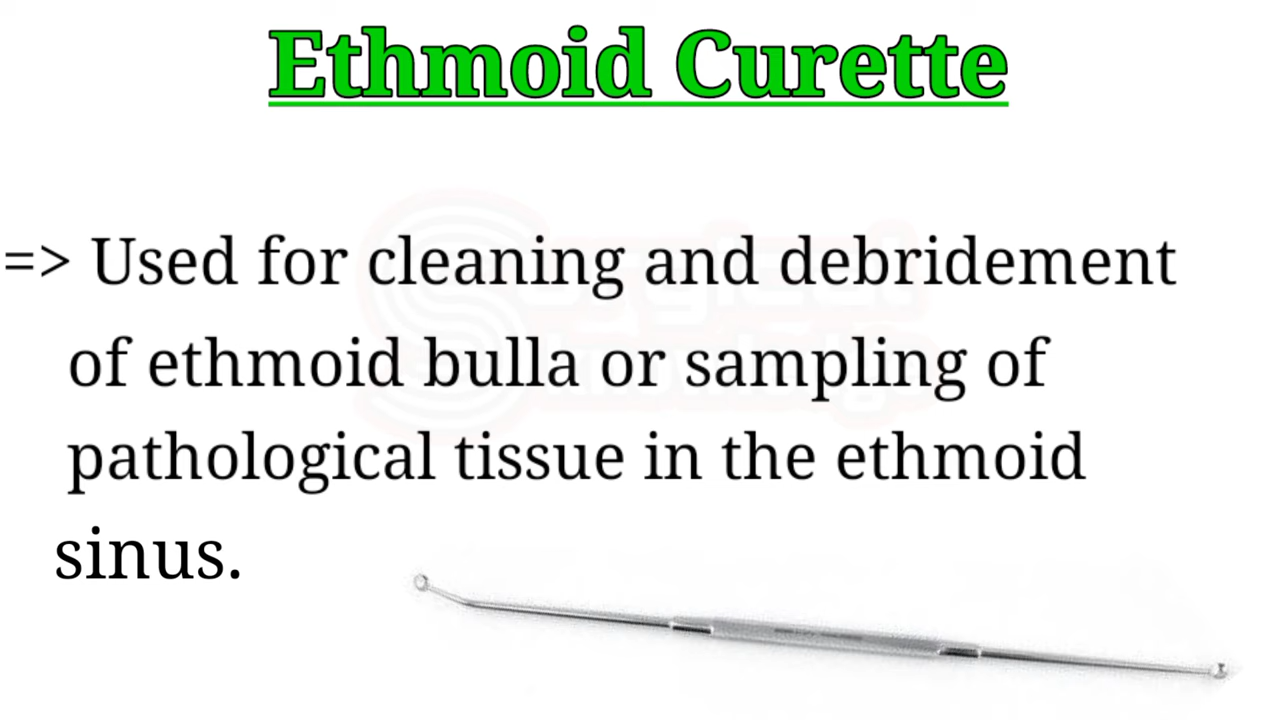 Ethmoid Curette
=> Used for cleaning and debridement
of ethmoid bulla or sampling of
pathological tissue in the ethmoid
sinus.